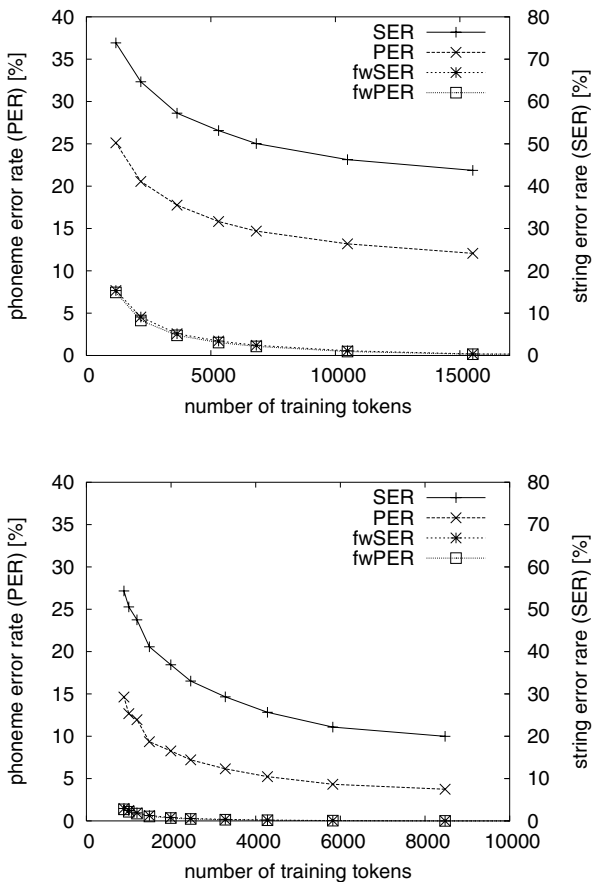 40
35
30
25
20
15
10
5
0
phoneme error rate (PER) [%]
SER
PER
fwSER
fwPER
80
70
60
50
40
30
20
10
0
string error rare (SER) [%]
0 5000 10000 15000
number of training tokens
40
35
30
25
20
15
10
5
0
phoneme error rate (PER) [%]
SER
PER
fwSER
fwPER
80
70
60
50
40
30
20
10
0
string error rare (SER) [%]
0 2000 4000 6000 8000 10000
number of training tokens